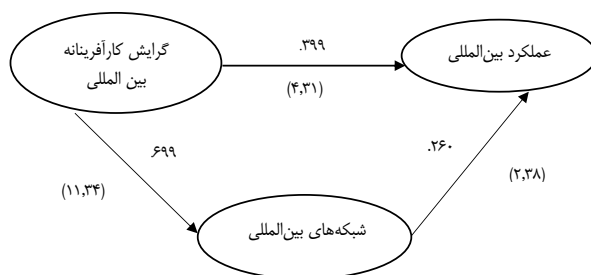 گرایش کارآفرینانه
بین المللی
.۳۹۹
(۴,۳۱)
عملکرد بین‌المللی
.۶۹۹
(۱۱,۳۴)
.۲۶۰
(۲,۳۸)
شبکه‌های بین‌المللی